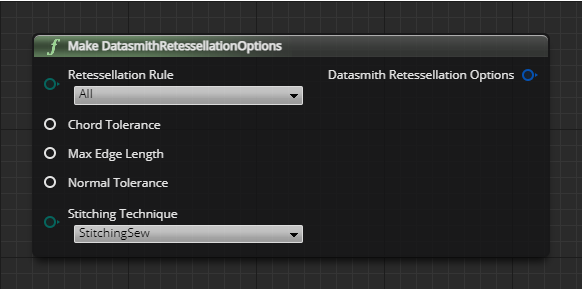 f Make DatasmithRetessellationOptions
Retessellation Rule
Datasmith Retessellation Options
All
Chord Tolerance
Max Edge Length
Normal Tolerance
Stitching Technique
StitchingSew